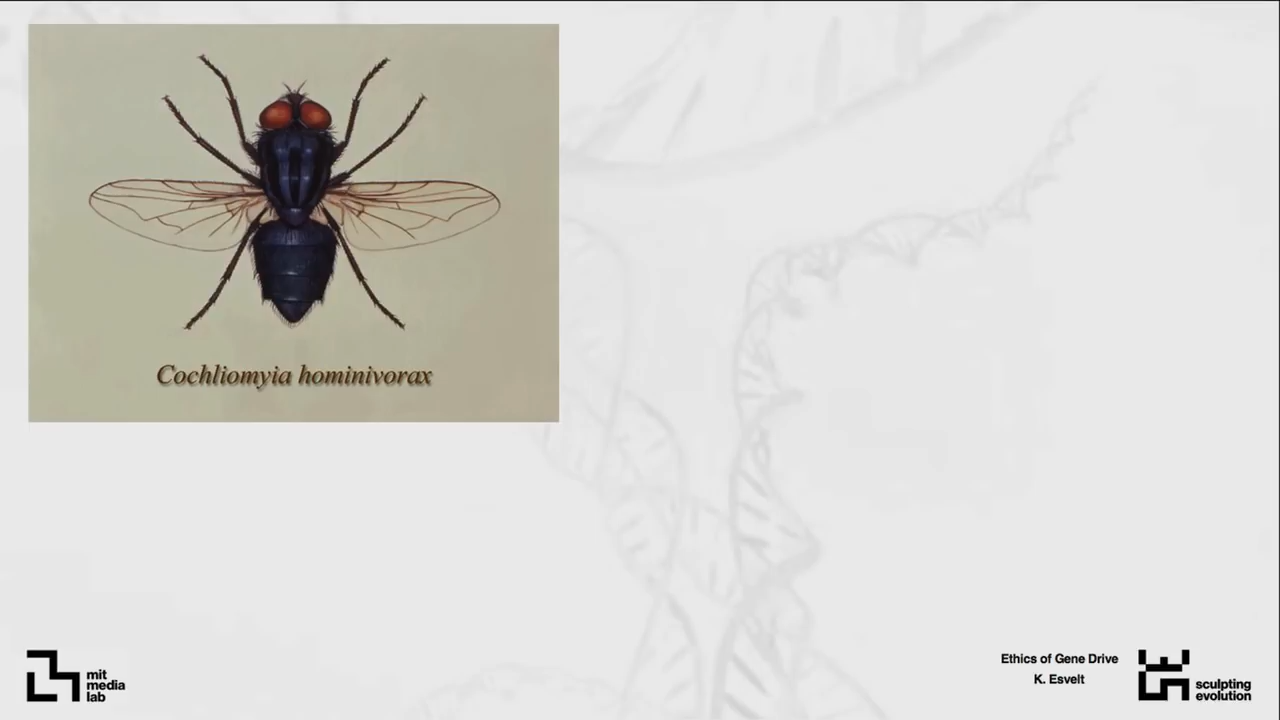 Cochliomyia hominivorax
mit
media
lab
Ethics of Gene Drive
K. Esvelt
sculpting
evolution